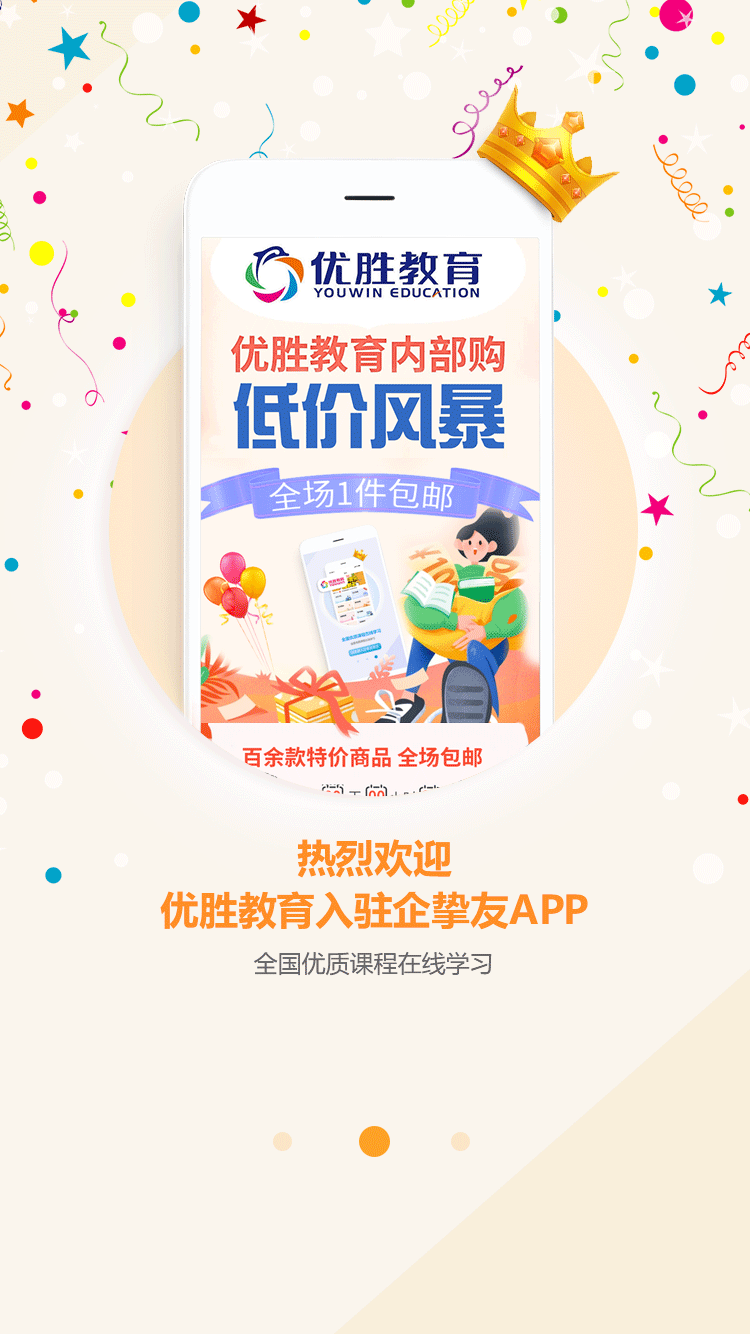 优胜教育
YOUWIN EDUCATION
优胜教育内部购
低价风暴
全场1件包邮
百余款特价商品 全场包邮
热烈欢迎
优胜教育入驻企挚友APP
全国优质课程在线学习